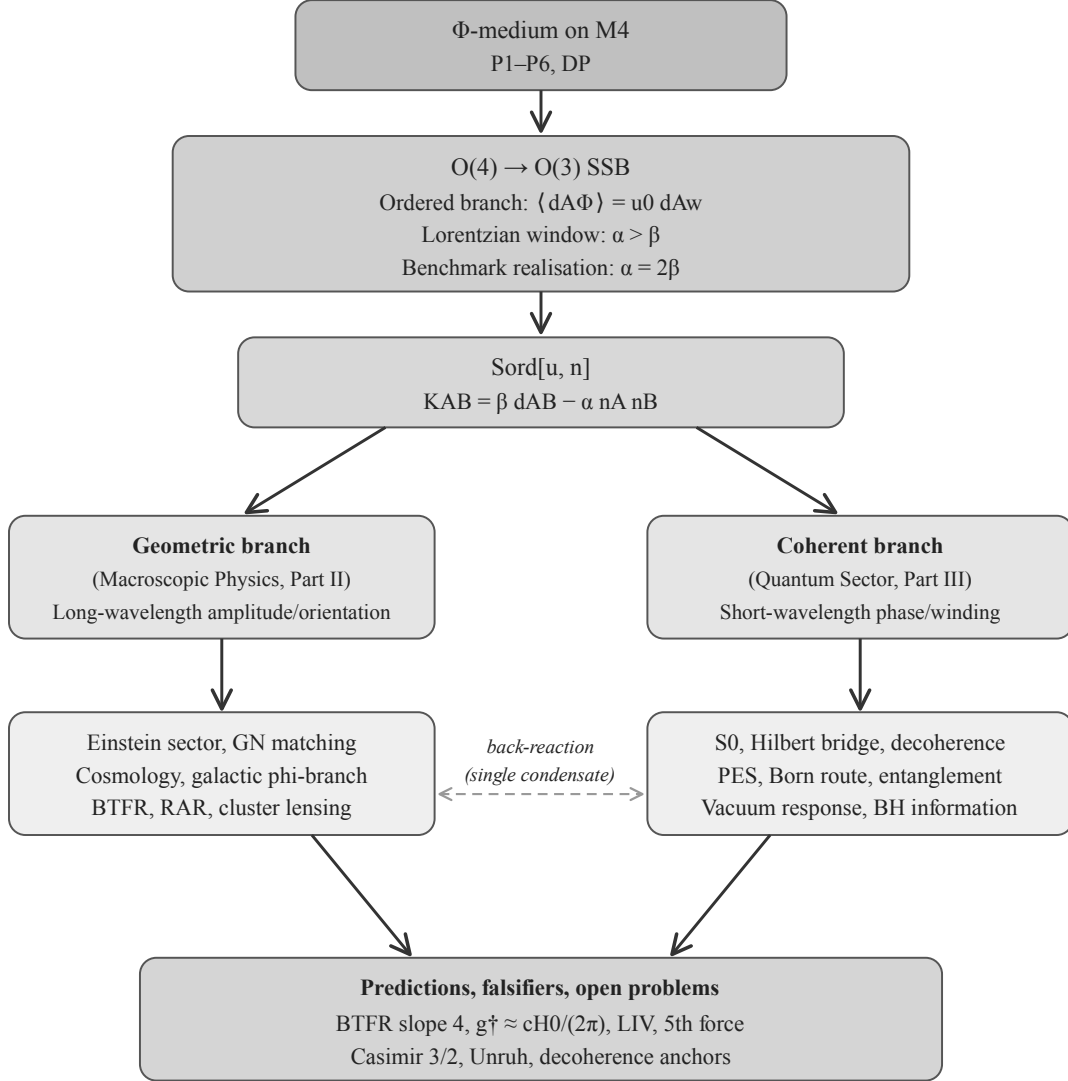 Φ-medium on M4
P1–P6, DP
O(4) → O(3) SSB
Ordered branch: ⟨dAΦ⟩ = u0 dAw
Lorentzian window: α > β
Benchmark realisation: α = 2β
Sord[u, n]
KAB = β dAB − α nA nB
Geometric branch
(Macroscopic Physics, Part II)
Long-wavelength amplitude/orientation
Coherent branch
(Quantum Sector, Part III)
Short-wavelength phase/winding
Einstein sector, GN matching
Cosmology, galactic phi-branch
BTFR, RAR, cluster lensing
back-reaction
(single condensate)
S0, Hilbert bridge, decoherence
PES, Born route, entanglement
Vacuum response, BH information
Predictions, falsifiers, open problems
BTFR slope 4, g† ≈ cH0/(2π), LIV, 5th force
Casimir 3/2, Unruh, decoherence anchors